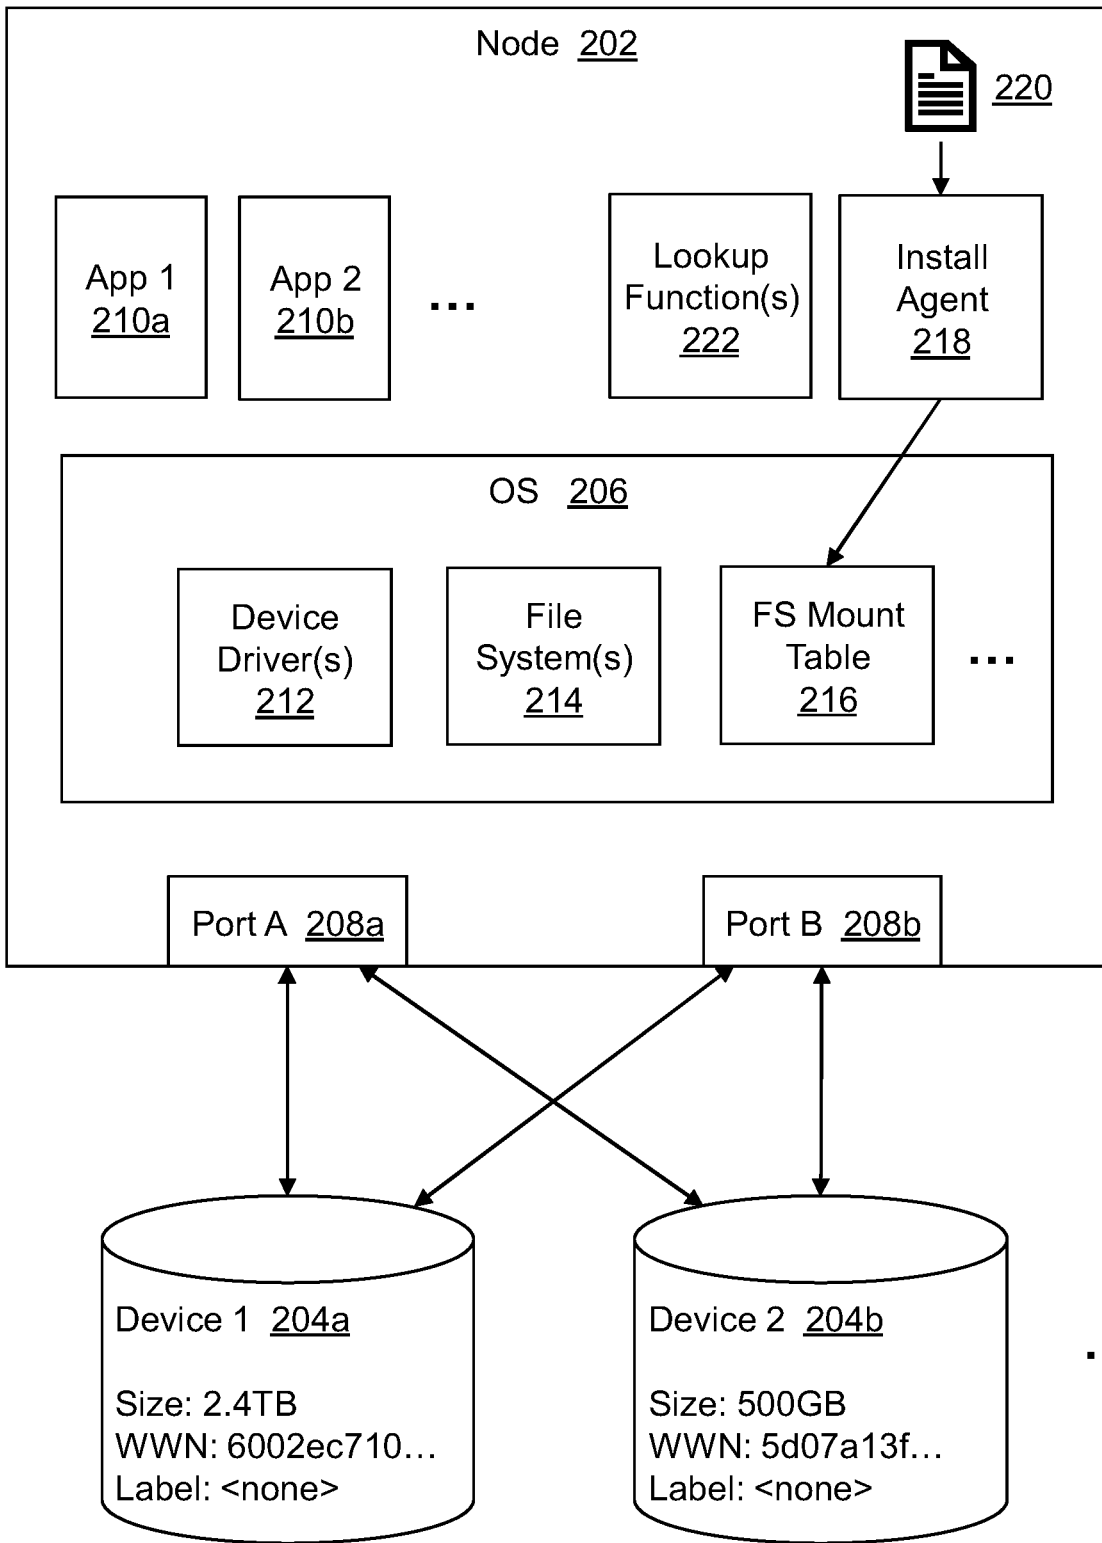 Node 202
220
App 1
210a
App 2
210b
...
Lookup
Function(s)
222
Install
Agent
218
OS 206
Device
Driver(s)
212
File
System(s)
214
FS Mount
Table
216
...
Port A 208a
Port B 208b
Device 1 204a
Size: 2.4TB
WWN: 6002ec710...
Label: <none>
Device 2 204b
Size: 500GB
WWN: 5d07a13f...
Label: <none>
.